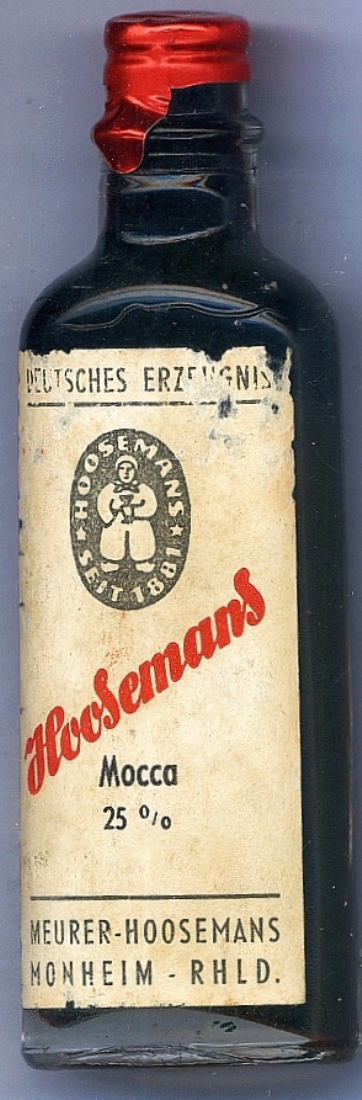 DEUTSCHES ERZEUGNIS
HOOSEMANS
SEIT 1881
Hoosemans
Mocca
25 %
MEURER-HOOSEMANS
MONHEIM - RHLD.